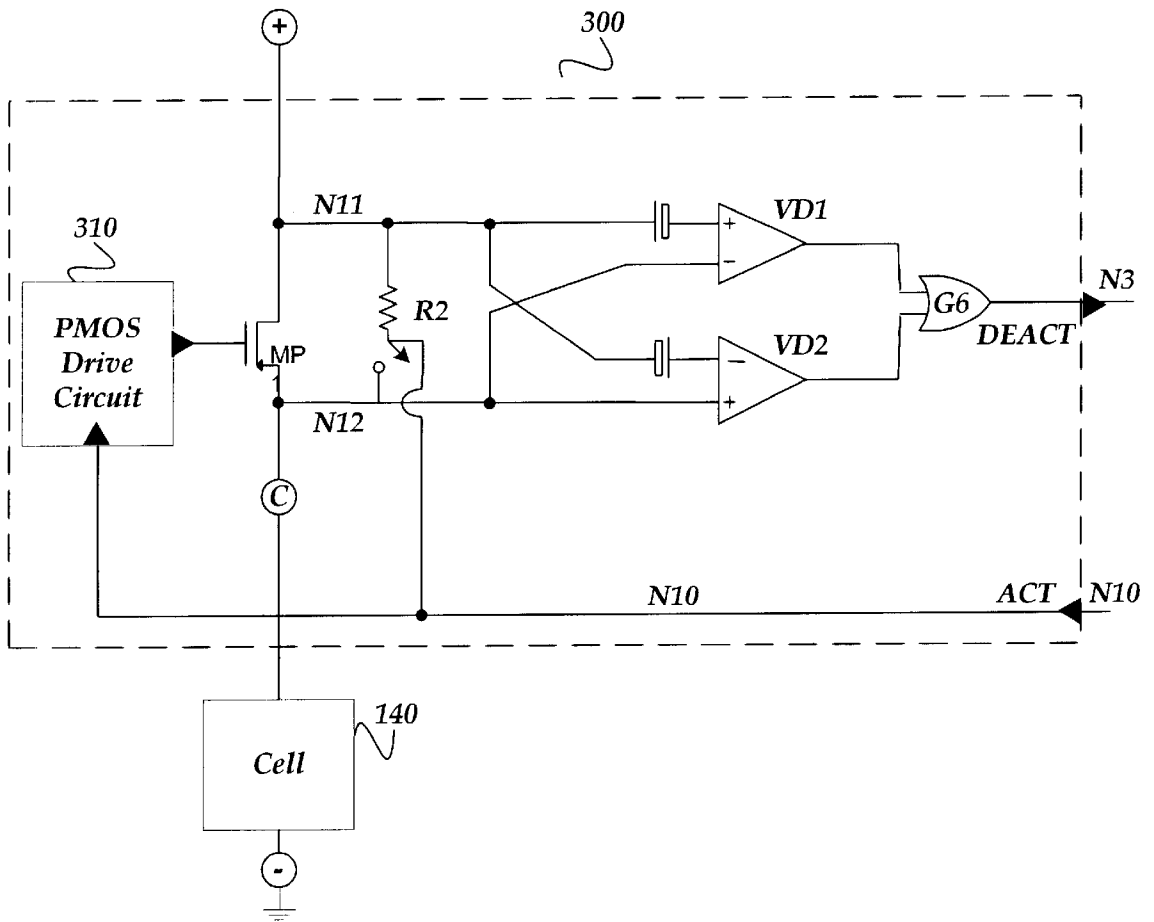 +
300
N11
VD1
310
+
−
N3
PMOS
Drive
Circuit
R2
G6
DEACT
MP
1
VD2
−
+
N12
C
N10
ACT
N10
140
Cell
-